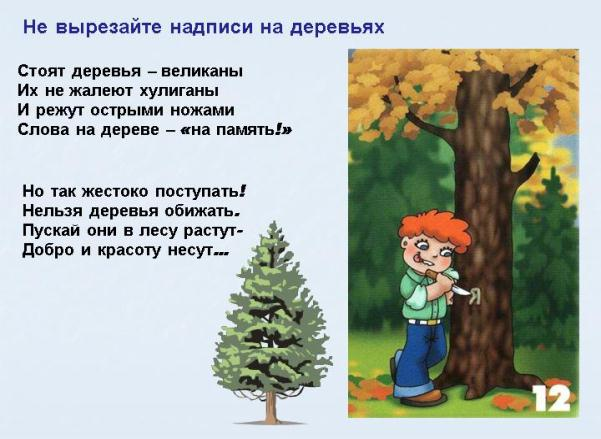 Не вырезайте надписи на деревьях
Стоят деревья – великаны
Их не жалеют хулиганы
И режут острыми ножами
Слова на дереве – «на память!»
Но так жестоко поступать!
Нельзя деревья обижать.
Пускай они в лесу растут-
Добро и красоту несут...
Я
12